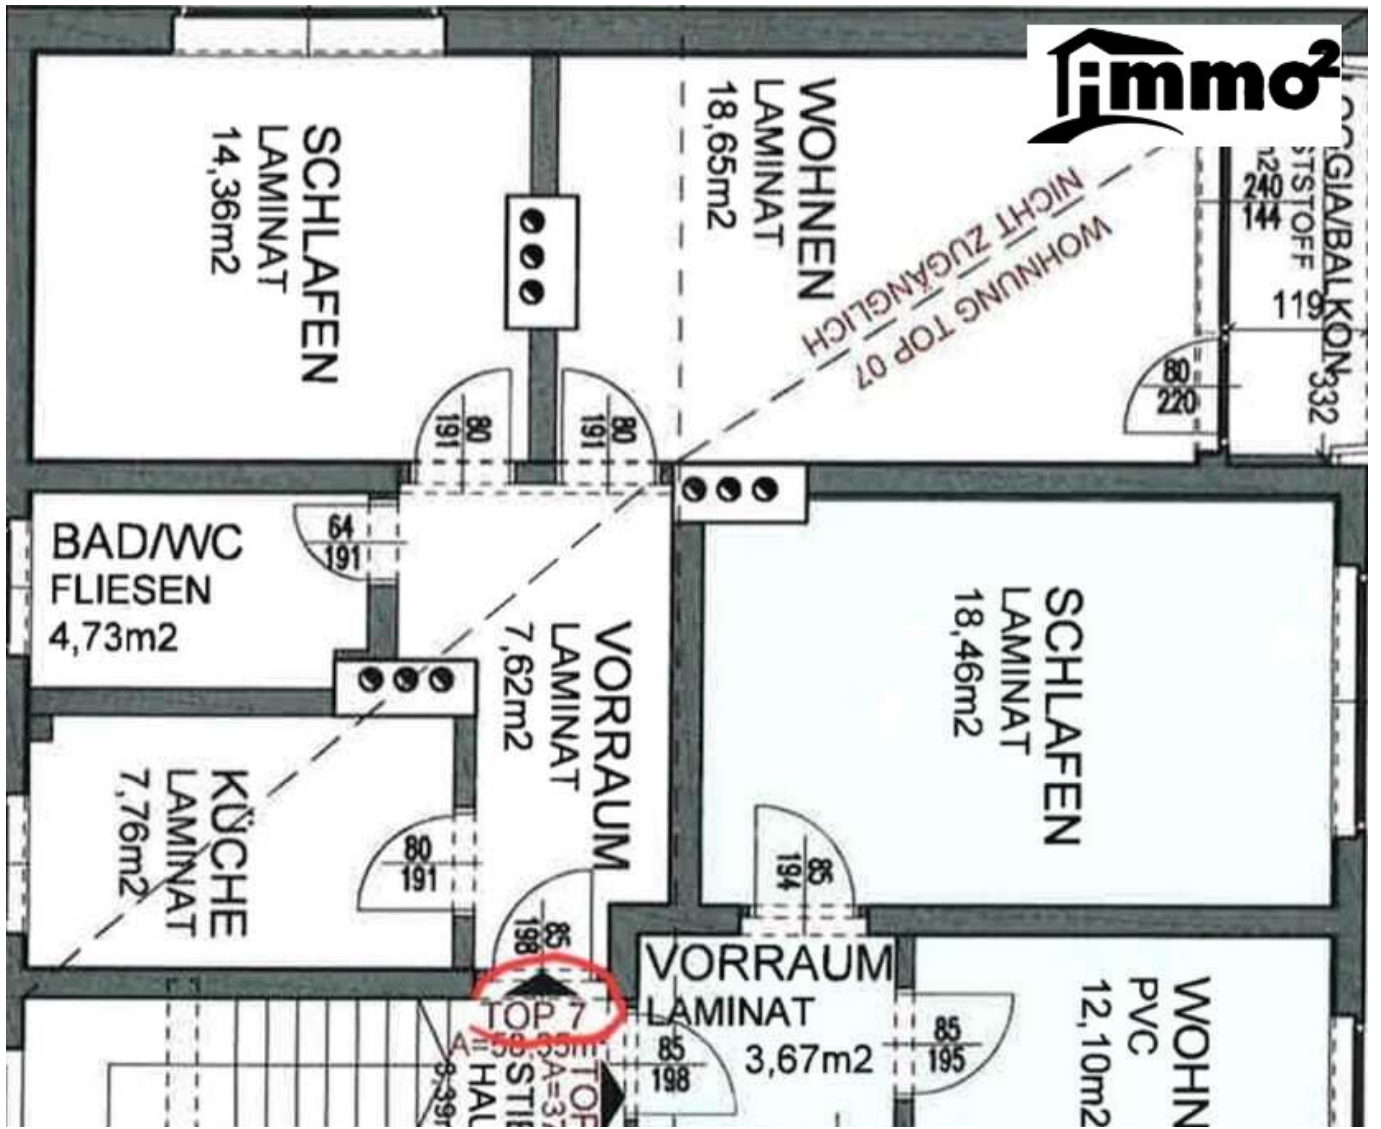 immo²
SCHLAFEN
LAMINAT
14,36m2
WOHNEN
LAMINAT
18,65m2
NICHT ZUGÄNGLICH
WOHNUNG TOP 07
240
144
119
332
80
220
80
191
80
191
BAD/WC
FLIESEN
4,73m2
64
191
VORRAUM
LAMINAT
7,62m2
SCHLAFEN
LAMINAT
18,46m2
KÜCHE
LAMINAT
7,76m2
80
191
85
194
85
198
TOP 7
VORRAUM
LAMINAT
3,67m2
85
198
85
195
PVC
12,10m2